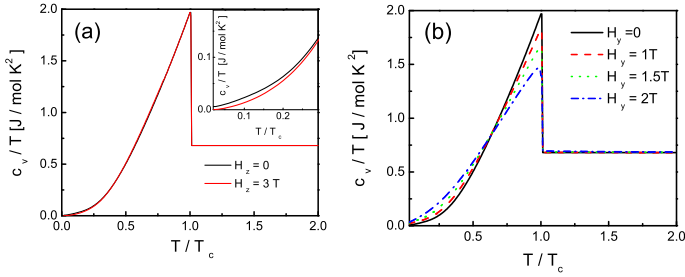 (a)
c_v / T [J / mol K²]
2.0
1.5
1.0
0.5
0.0
0.0 0.5 1.0 1.5 2.0
T / T_c
c_v / T [J / mol K²]
0.1
0.0
0.1 0.2
T / T_c
H_z = 0
H_z = 3 T
(b)
c_v / T [ J / mol K²]
2.0
1.5
1.0
0.5
0.0
0.5 1.0 1.5 2.0
T / T_c
H_y =0
H_y = 1T
H_y = 1.5T
H_y = 2T